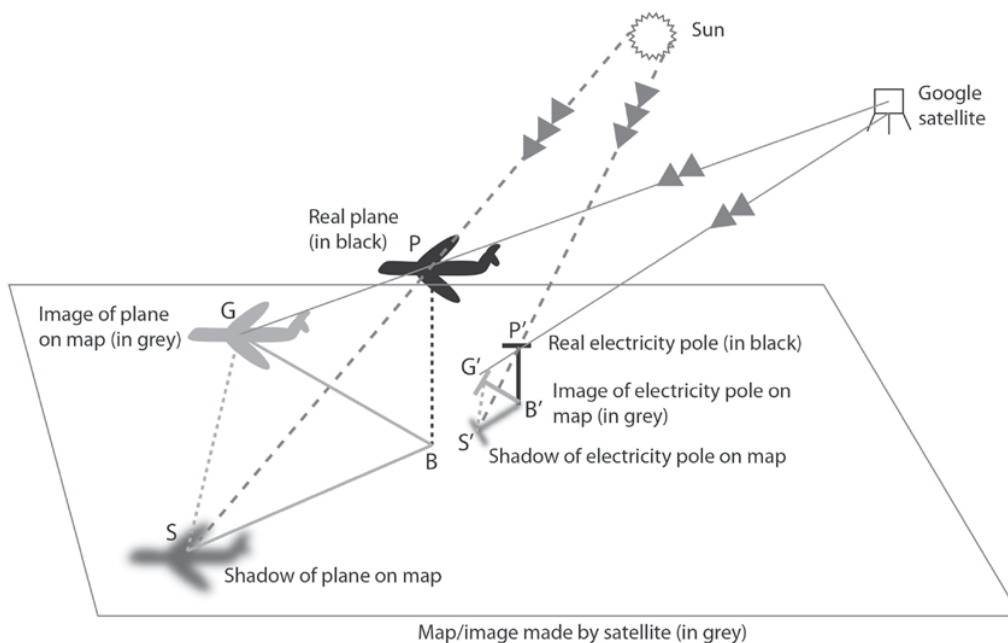 Sun
Google
satellite
Real plane
(in black)
P
G
Image of plane
on map (in grey)
P′
Real electricity pole (in black)
G′
Image of electricity pole on
map (in grey)
B′
S′
B
Shadow of electricity pole on map
S
Shadow of plane on map
Map/image made by satellite (in grey)